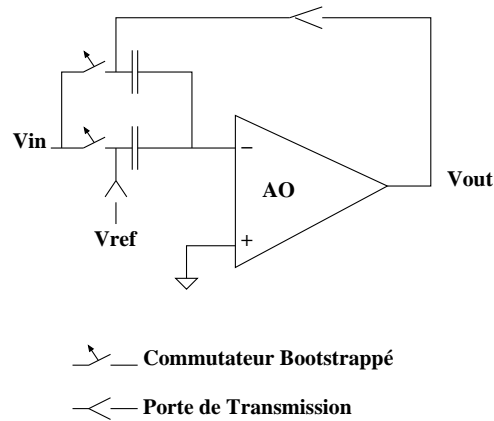 Vin
−
AO
+
Vout
Vref
Commutateur Bootstrappé
Porte de Transmission